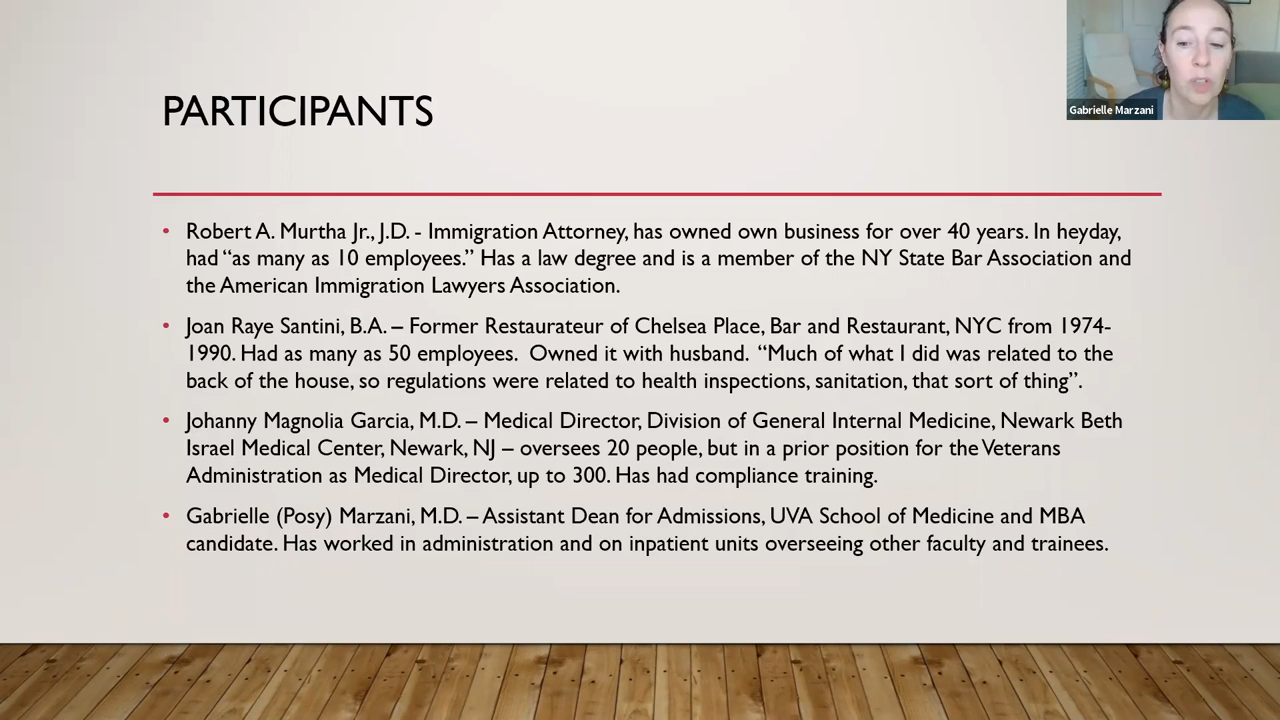 Gabrielle Marzani
PARTICIPANTS
• Robert A. Murtha Jr., J.D. - Immigration Attorney, has owned own business for over 40 years. In heyday,
had “as many as 10 employees.” Has a law degree and is a member of the NY State Bar Association and
the American Immigration Lawyers Association.
• Joan Raye Santini, B.A. – Former Restaurateur of Chelsea Place, Bar and Restaurant, NYC from 1974-
1990. Had as many as 50 employees. Owned it with husband. “Much of what I did was related to the
back of the house, so regulations were related to health inspections, sanitation, that sort of thing”.
• Johanny Magnolia Garcia, M.D. – Medical Director, Division of General Internal Medicine, Newark Beth
Israel Medical Center, Newark, NJ – oversees 20 people, but in a prior position for the Veterans
Administration as Medical Director, up to 300. Has had compliance training.
• Gabrielle (Posy) Marzani, M.D. – Assistant Dean for Admissions, UVA School of Medicine and MBA
candidate. Has worked in administration and on inpatient units overseeing other faculty and trainees.